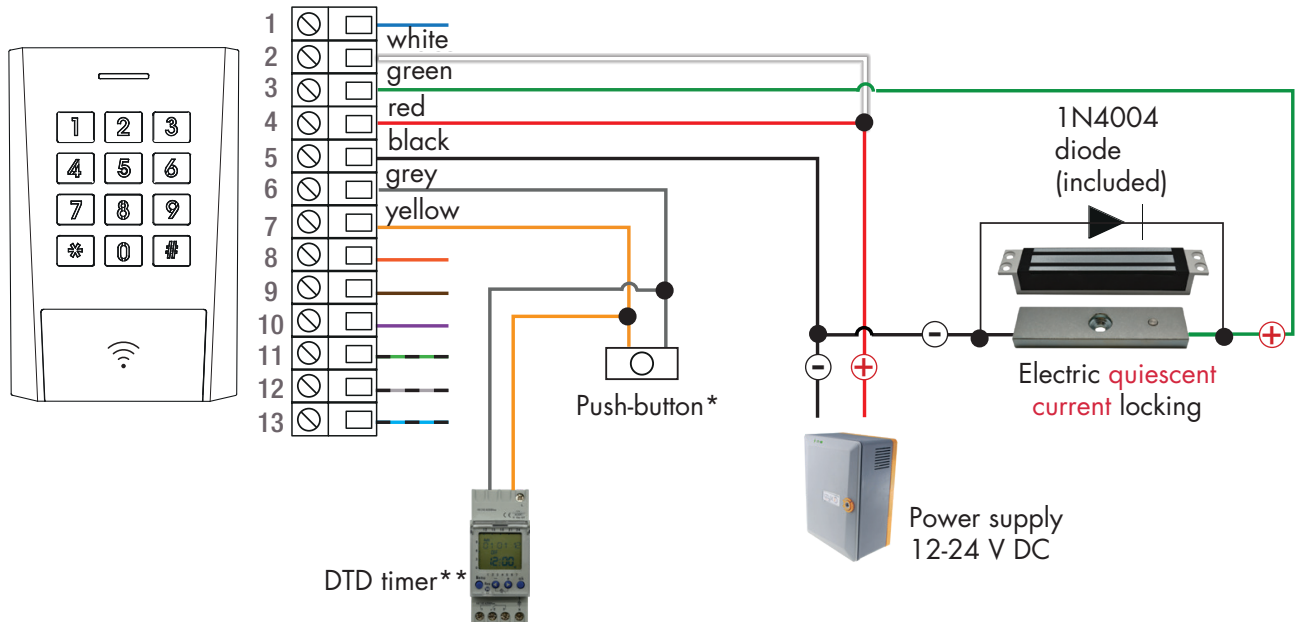 1
white
2
green
3
red
4
black
5
grey
6
yellow
7
8
9
10
11
12
13
1 2 3
4 5 6
7 8 9
* 0 #
1N4004
diode
(included)
Electric quiescent
current locking
Push-button*
Power supply
12-24 V DC
DTD timer**
12:00